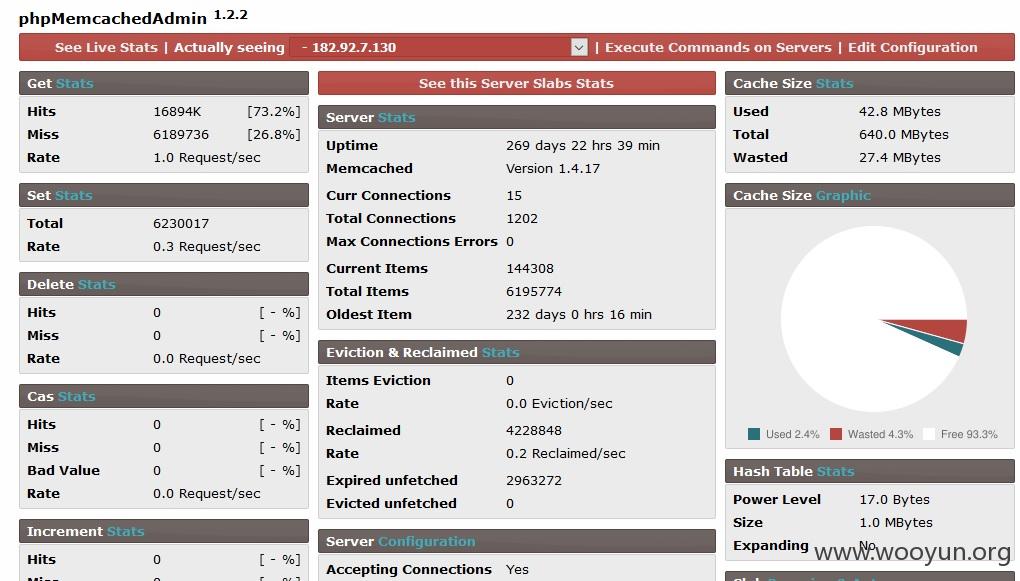 phpMemcachedAdmin 1.2.2
See Live Stats | Actually seeing - 182.92.7.130 | Execute Commands on Servers | Edit Configuration
Get Stats
Hits 16894K [73.2%]
Miss 6189736 [26.8%]
Rate 1.0 Request/sec
Set Stats
Total 6230017
Rate 0.3 Request/sec
Delete Stats
Hits 0 [ - %]
Miss 0 [ - %]
Rate 0.0 Request/sec
Cas Stats
Hits 0 [ - %]
Miss 0 [ - %]
Bad Value 0 [ - %]
Rate 0.0 Request/sec
Increment Stats
Hits 0 [ - %]
Miss 0 [ - %]
See this Server Slabs Stats
Server Stats
Uptime 269 days 22 hrs 39 min
Memcached Version 1.4.17
Curr Connections 15
Total Connections 1202
Max Connections Errors 0
Current Items 144308
Total Items 6195774
Oldest Item 232 days 0 hrs 16 min
Eviction & Reclaimed Stats
Items Eviction 0
Rate 0.0 Eviction/sec
Reclaimed 4228848
Rate 0.2 Reclaimed/sec
Expired unfetched 2963272
Evicted unfetched 0
Server Configuration
Accepting Connections Yes
Cache Size Stats
Used 42.8 MBytes
Total 640.0 MBytes
Wasted 27.4 MBytes
Cache Size Graphic
Used 2.4% Wasted 4.3% Free 93.3%
Hash Table Stats
Power Level 17.0 Bytes
Size 1.0 MBytes
Expanding No
www.wooyun.org